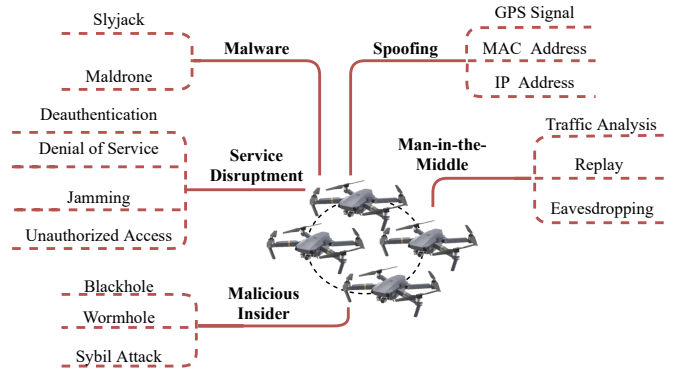 Slyjack
Malware
Maldrone
Spoofing
GPS Signal
MAC Address
IP Address
Deauthentication
Denial of Service
Service
Disruptment
Jamming
Unauthorized Access
Man-in-the-
Middle
Traffic Analysis
Replay
Eavesdropping
Blackhole
Wormhole
Malicious
Insider
Sybil Attack